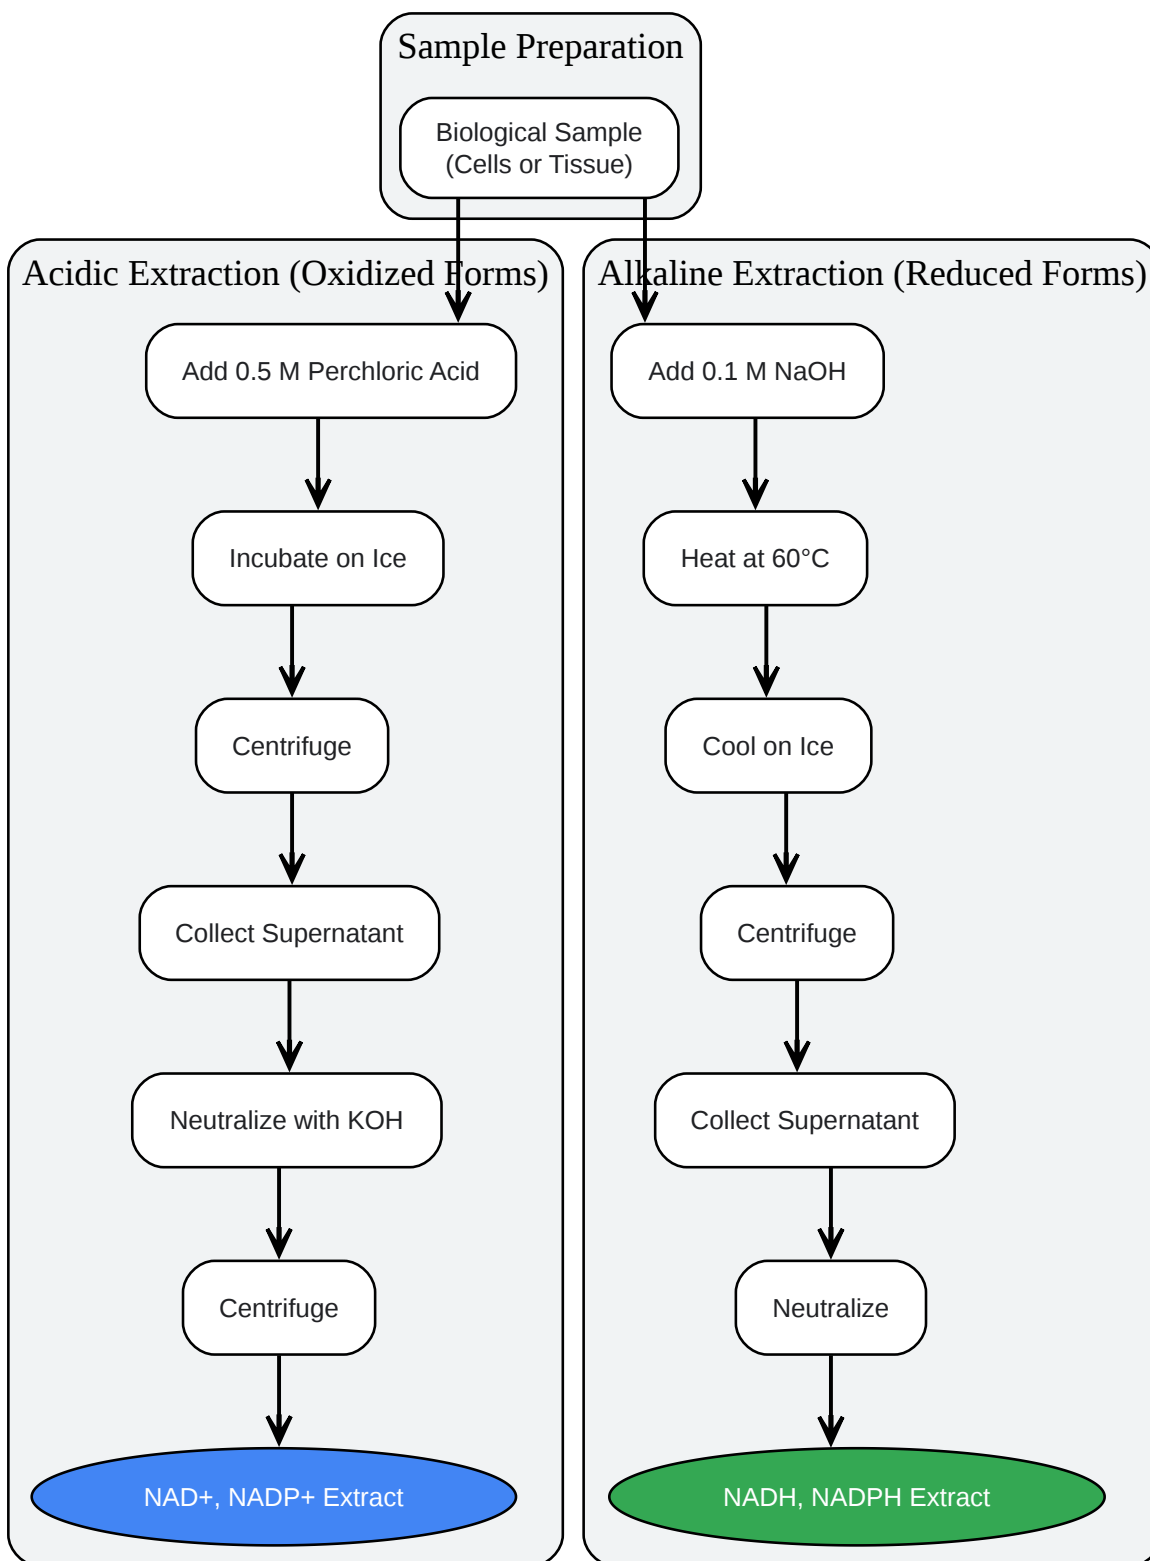 Sample Preparation
Biological Sample
(Cells or Tissue)
Acidic Extraction (Oxidized Forms)
Add 0.5 M Perchloric Acid
Incubate on Ice
Centrifuge
Collect Supernatant
Neutralize with KOH
Centrifuge
NAD+, NADP+ Extract
Alkaline Extraction (Reduced Forms)
Add 0.1 M NaOH
Heat at 60°C
Cool on Ice
Centrifuge
Collect Supernatant
Neutralize
NADH, NADPH Extract